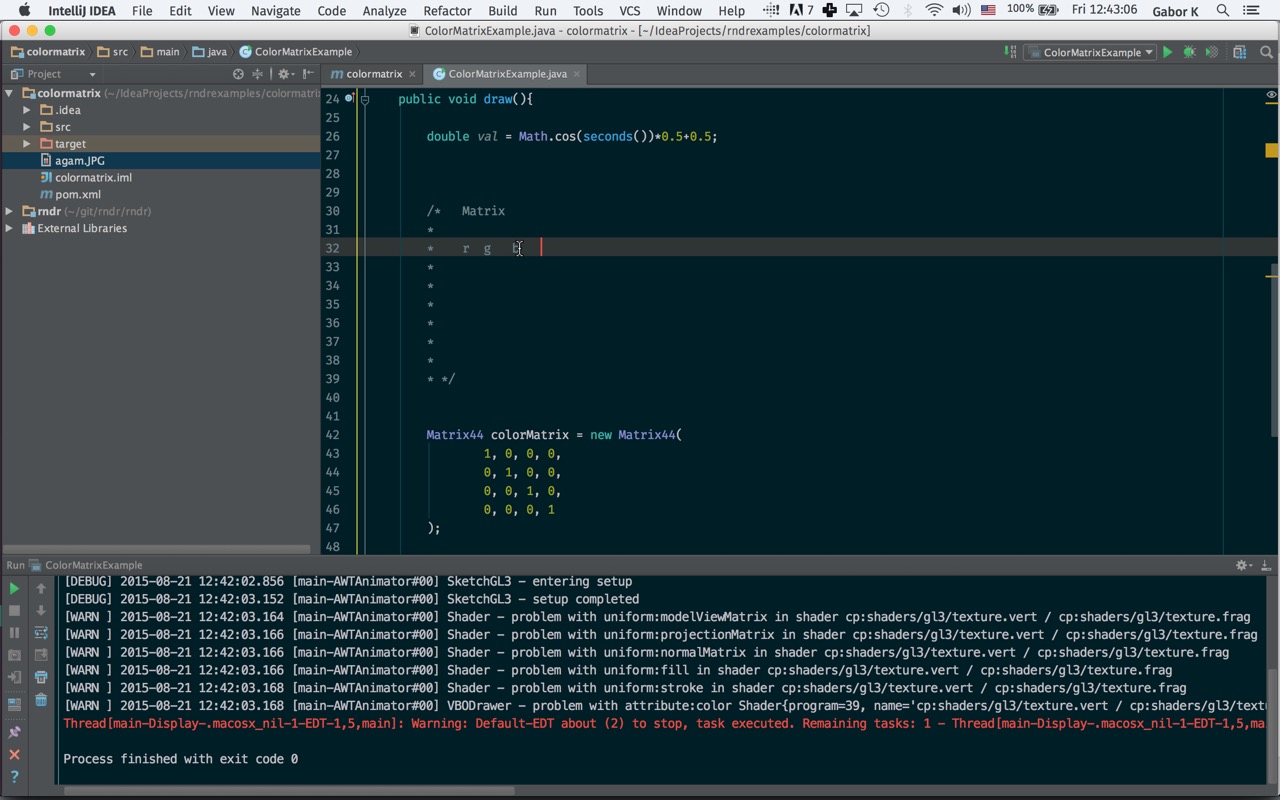 IntelliJ IDEA File Edit View Navigate Code Analyze Refactor Build Run Tools VCS Window Help 7 100% Fri 12:43:06 Gabor K
ColorMatrixExample.java - colormatrix - [~/IdeaProjects/rndrexamples/colormatrix]
colormatrix src main java ColorMatrixExample ColorMatrixExample
Project m colormatrix × ColorMatrixExample.java ×
colormatrix (~/IdeaProjects/rndrexamples/colormatri
.idea
src
target
agam.JPG
colormatrix.iml
m pom.xml
rndr (~/git/rndr/rndr)
External Libraries
24 public void draw(){
25
26 double val = Math.cos(seconds())*0.5+0.5;
27
28
29
30 /* Matrix
31 *
32 * r g b
33 *
34 *
35 *
36 *
37 *
38 *
39 * */
40
41
42 Matrix44 colorMatrix = new Matrix44(
43 1, 0, 0, 0,
44 0, 1, 0, 0,
45 0, 0, 1, 0,
46 0, 0, 0, 1
47 );
48
Run ColorMatrixExample
[DEBUG] 2015-08-21 12:42:02.856 [main-AWTAnimator#00] SketchGL3 – entering setup
[DEBUG] 2015-08-21 12:42:03.152 [main-AWTAnimator#00] SketchGL3 – setup completed
[WARN ] 2015-08-21 12:42:03.164 [main-AWTAnimator#00] Shader – problem with uniform:modelViewMatrix in shader cp:shaders/gl3/texture.vert / cp:shaders/gl3/texture.frag
[WARN ] 2015-08-21 12:42:03.166 [main-AWTAnimator#00] Shader – problem with uniform:projectionMatrix in shader cp:shaders/gl3/texture.vert / cp:shaders/gl3/texture.frag
[WARN ] 2015-08-21 12:42:03.166 [main-AWTAnimator#00] Shader – problem with uniform:normalMatrix in shader cp:shaders/gl3/texture.vert / cp:shaders/gl3/texture.frag
[WARN ] 2015-08-21 12:42:03.166 [main-AWTAnimator#00] Shader – problem with uniform:fill in shader cp:shaders/gl3/texture.vert / cp:shaders/gl3/texture.frag
[WARN ] 2015-08-21 12:42:03.168 [main-AWTAnimator#00] Shader – problem with uniform:stroke in shader cp:shaders/gl3/texture.vert / cp:shaders/gl3/texture.frag
[WARN ] 2015-08-21 12:42:03.168 [main-AWTAnimator#00] VBODrawer – problem with attribute:color Shader{program=39, name='cp:shaders/gl3/texture.vert / cp:shaders/gl3/text
Thread[main-Display-.macosx_nil-1-EDT-1,5,main]: Warning: Default-EDT about (2) to stop, task executed. Remaining tasks: 1 – Thread[main-Display-.macosx_nil-1-EDT-1,5,ma
Process finished with exit code 0